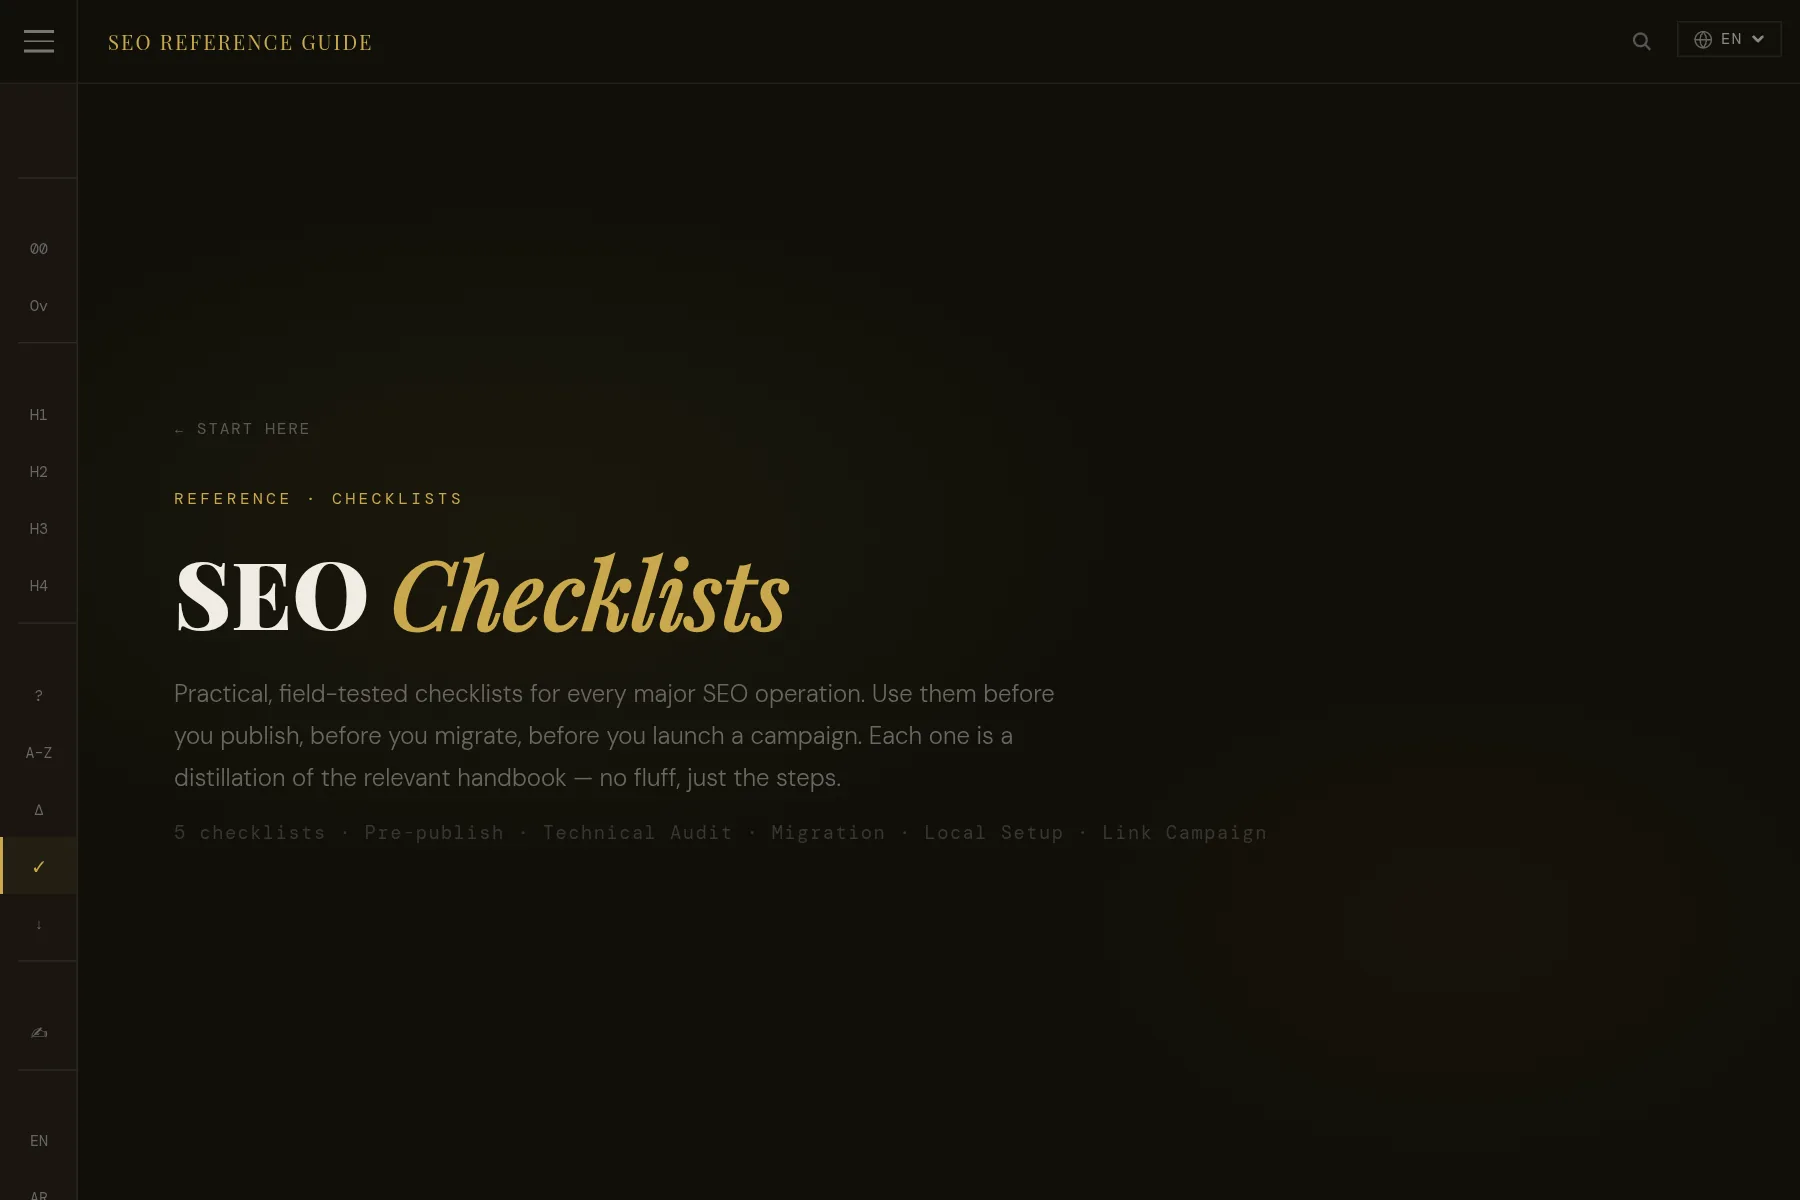 SEO REFERENCE GUIDE
EN
00
Ov
H1
H2
H3
H4
?
A–Z
Δ
✓
↓
✍
EN
AR
← START HERE
REFERENCE · CHECKLISTS
SEO Checklists
Practical, field-tested checklists for every major SEO operation. Use them before
you publish, before you migrate, before you launch a campaign. Each one is a
distillation of the relevant handbook — no fluff, just the steps.
5 checklists · Pre-publish · Technical Audit · Migration · Local Setup · Link Campaign